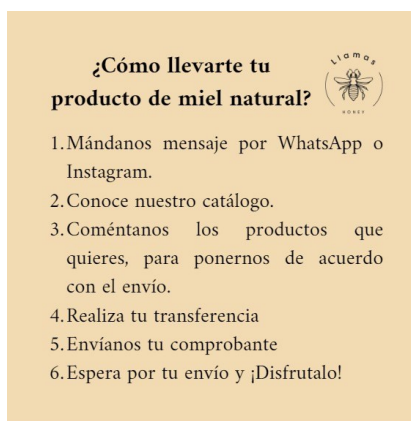 ¿Cómo llevarte tu
producto de miel natural?
Llamas
HONEY
1.Mándanos mensaje por WhatsApp o
Instagram.
2.Conoce nuestro catálogo.
3.Coméntanos los productos que
quieres, para ponernos de acuerdo
con el envío.
4.Realiza tu transferencia
5.Envíanos tu comprobante
6.Espera por tu envío y ¡Disfrutalo!